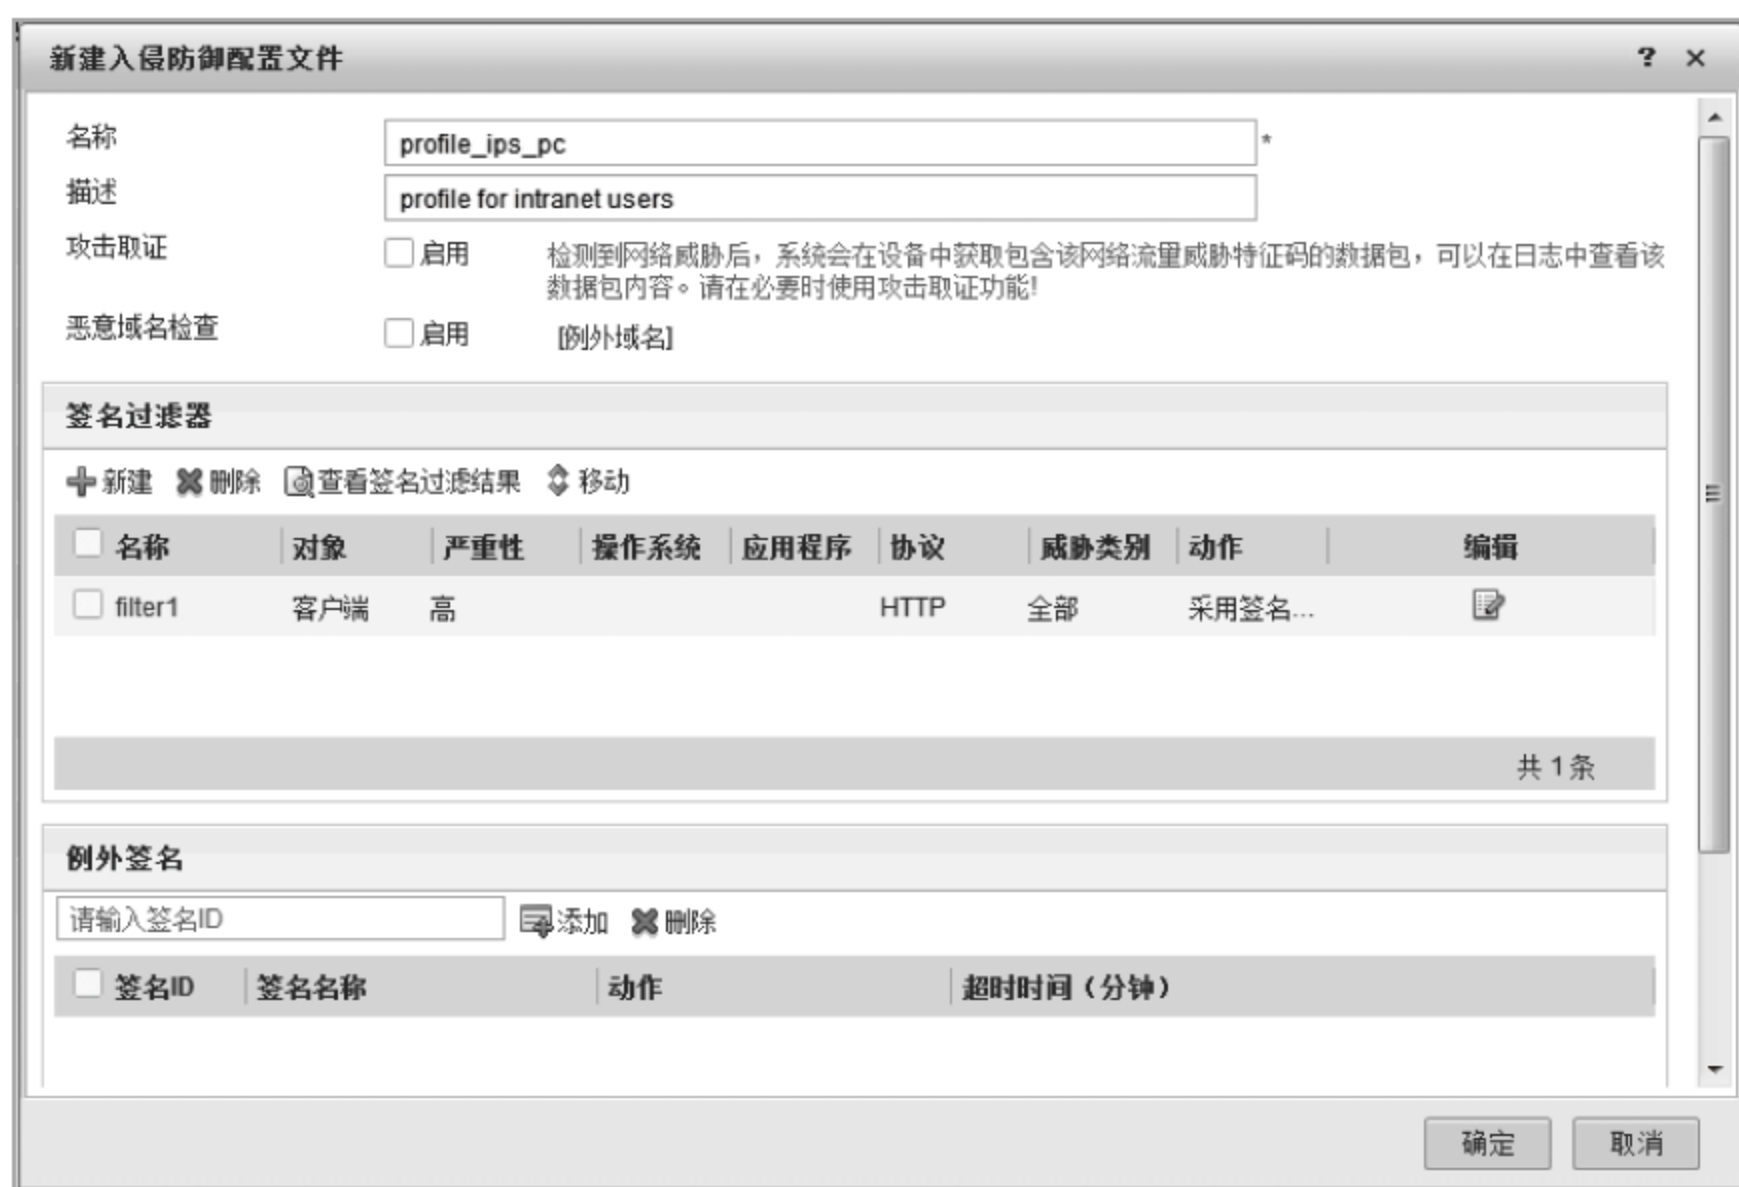 新建入侵防御配置文件 ? ×
名称 profile_ips_pc *
描述 profile for intranet users
攻击取证 启用 检测到网络威胁后，系统会在设备中获取包含该网络流量威胁特征码的数据包，可以在日志中查看该
数据包内容。请在必要时使用攻击取证功能!
恶意域名检查 启用 [例外域名]
签名过滤器
新建 删除 查看签名过滤结果 移动
名称 对象 严重性 操作系统 应用程序 协议 威胁类别 动作 编辑
filter1 客户端 高 HTTP 全部 采用签名...
共 1 条
例外签名
请输入签名ID 添加 删除
签名ID 签名名称 动作 超时时间（分钟）
确定 取消